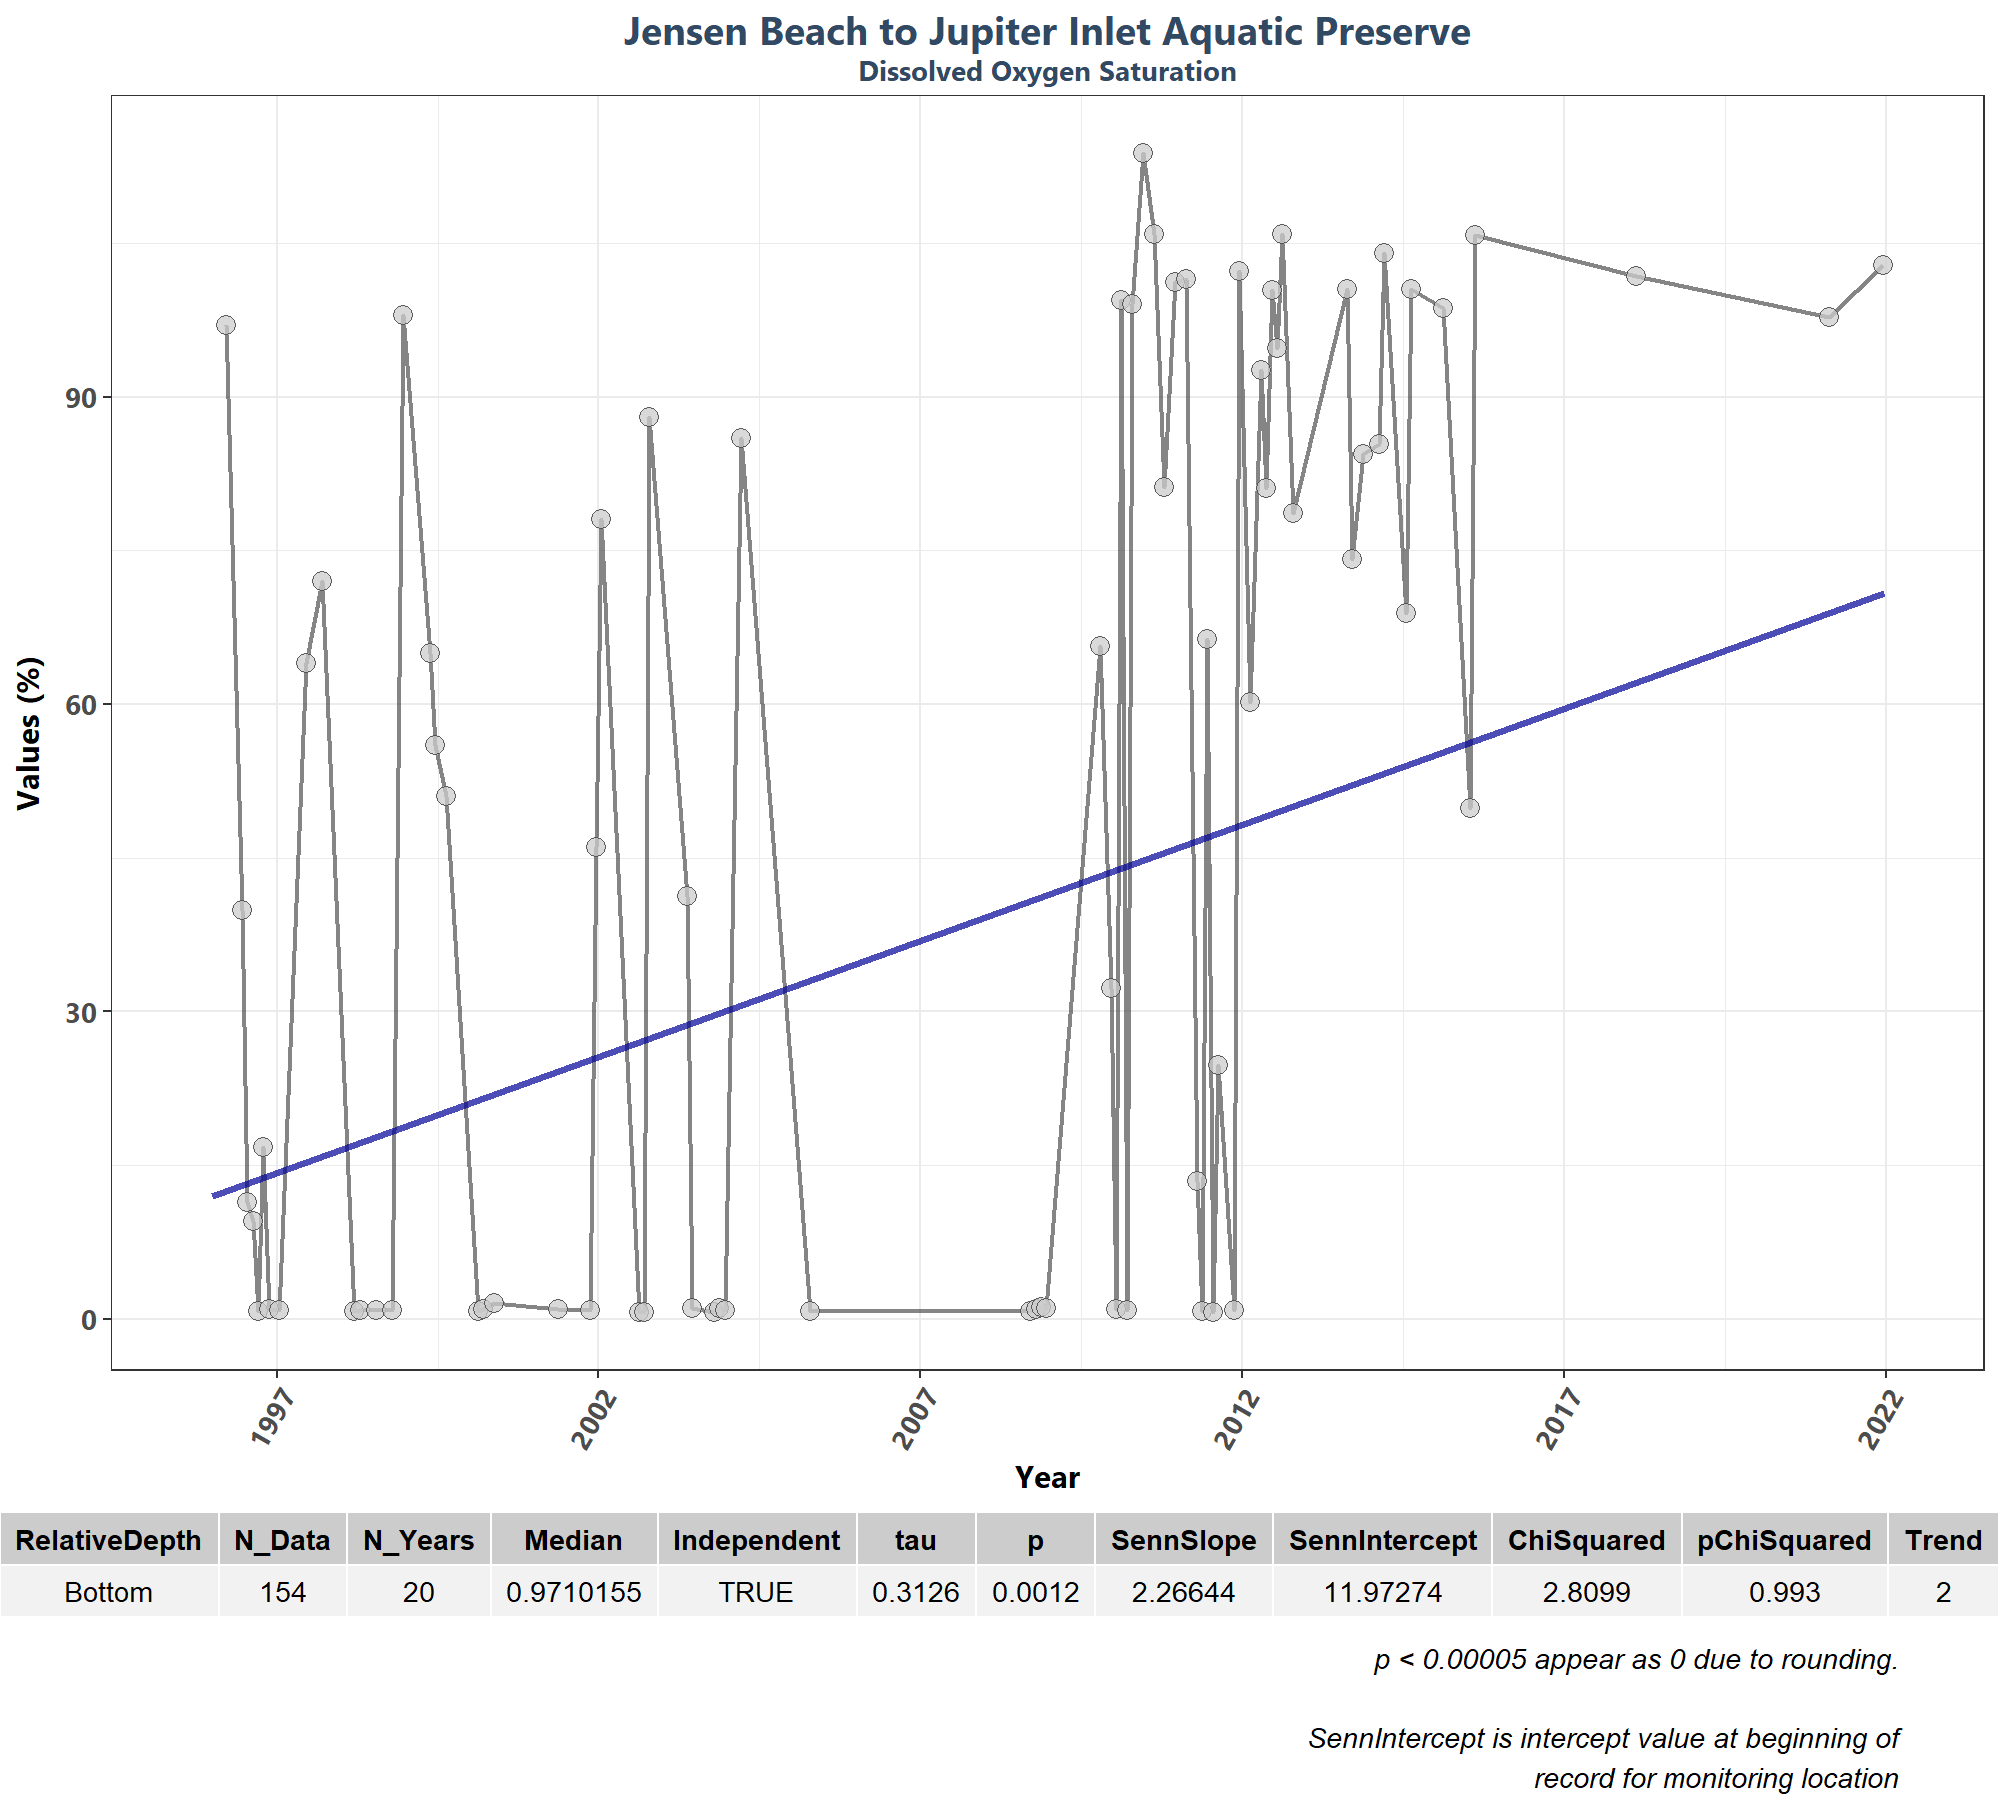 Jensen Beach to Jupiter Inlet Aquatic Preserve
Dissolved Oxygen Saturation
Values (%)
90
60
30
0
1997
2002
2007
2012
2017
2022
Year
RelativeDepth N_Data N_Years Median Independent tau p SennSlope SennIntercept ChiSquared pChiSquared Trend
Bottom 154 20 0.9710155 TRUE 0.3126 0.0012 2.26644 11.97274 2.8099 0.993 2
p < 0.00005 appear as 0 due to rounding.
SennIntercept is intercept value at beginning of
record for monitoring location